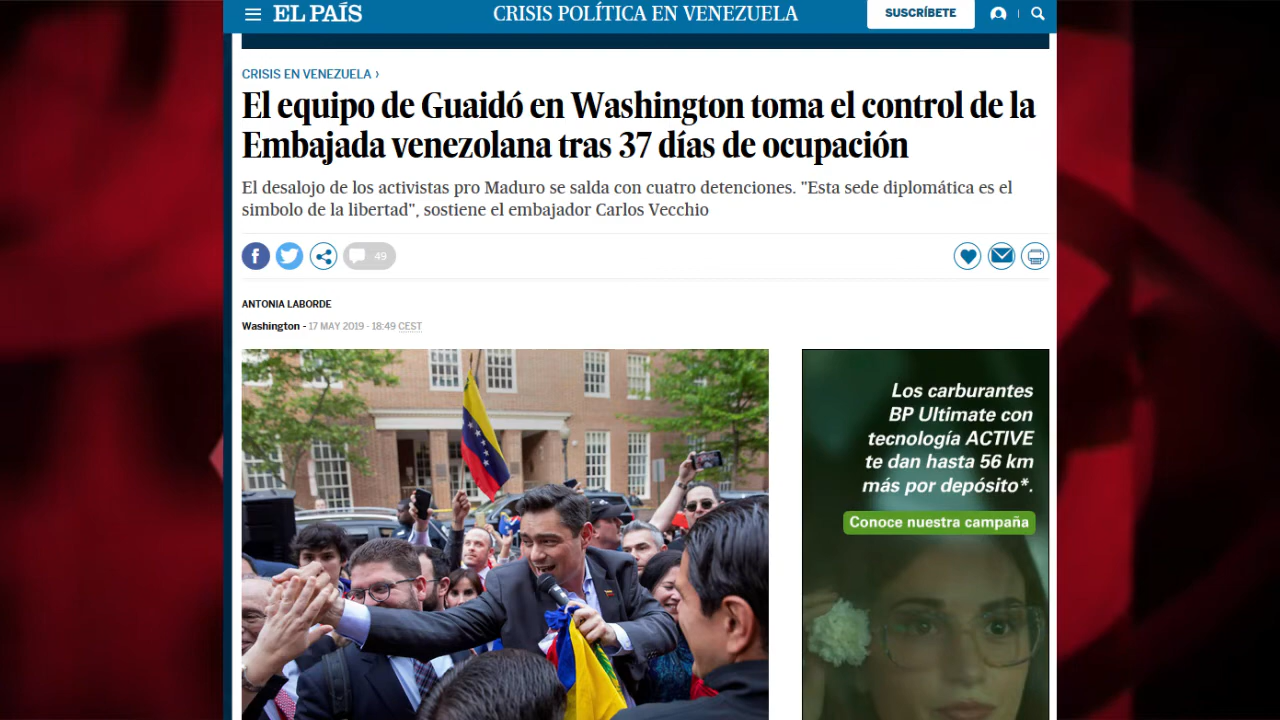 EL PAÍS
CRISIS POLÍTICA EN VENEZUELA
SUSCRÍBETE
CRISIS EN VENEZUELA ›
El equipo de Guaidó en Washington toma el control de la
Embajada venezolana tras 37 días de ocupación
El desalojo de los activistas pro Maduro se salda con cuatro detenciones. "Esta sede diplomática es el
simbolo de la libertad", sostiene el embajador Carlos Vecchio
49
ANTONIA LABORDE
Washington - 17 MAY 2019 - 18:49 CEST
Los carburantes
BP Ultimate con
tecnología ACTIVE
te dan hasta 56 km
más por depósito*.
Conoce nuestra campaña